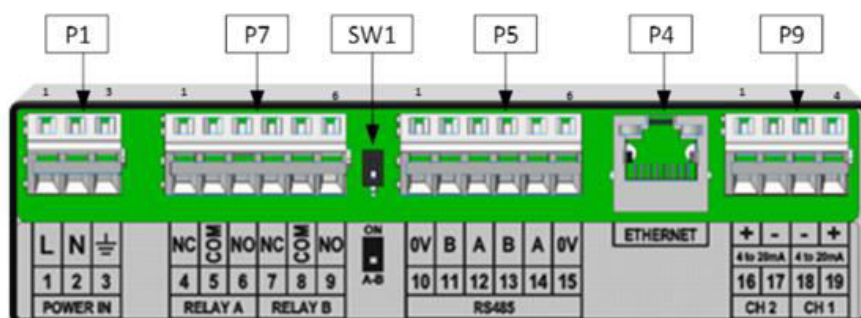 P1 P7 SW1 P5 P4 P9
1 3 1 6 1 6 1 4
L N NC COM NO NC COM NO ON 0V B A B A 0V ETHERNET + - - +
4 to 20mA 4 to 20mA
1 2 3 4 5 6 7 8 9 A-B 10 11 12 13 14 15 16 17 18 19
POWER IN RELAY A RELAY B RS485 CH 2 CH 1